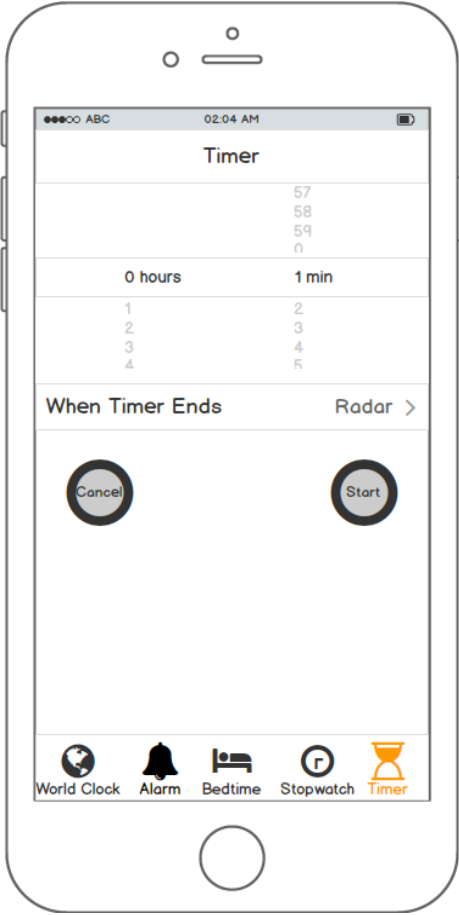 ABC 02:04 AM
Timer
57
58
59
0
0 hours 1 min
1 2
2 3
3 4
4 5
When Timer Ends Radar >
Cancel Start
World Clock Alarm Bedtime Stopwatch Timer